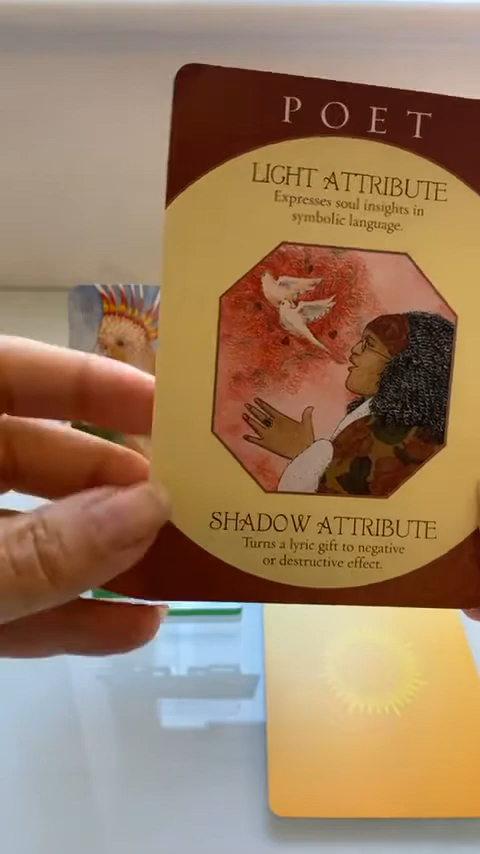 POET
LIGHT ATTRIBUTE
Expresses soul insights in
symbolic language.
SHADOW ATTRIBUTE
Turns a lyric gift to negative
or destructive effect.